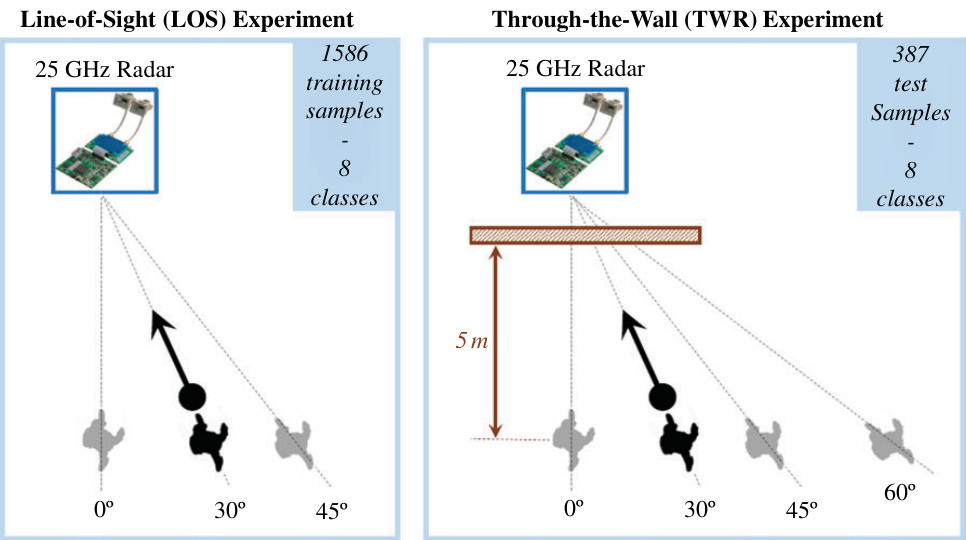 Line-of-Sight (LOS) Experiment
25 GHz Radar
1586
training
samples
-
8
classes
0º
30º
45º
Through-the-Wall (TWR) Experiment
25 GHz Radar
387
test
Samples
-
8
classes
5 m
0º
30º
45º
60º